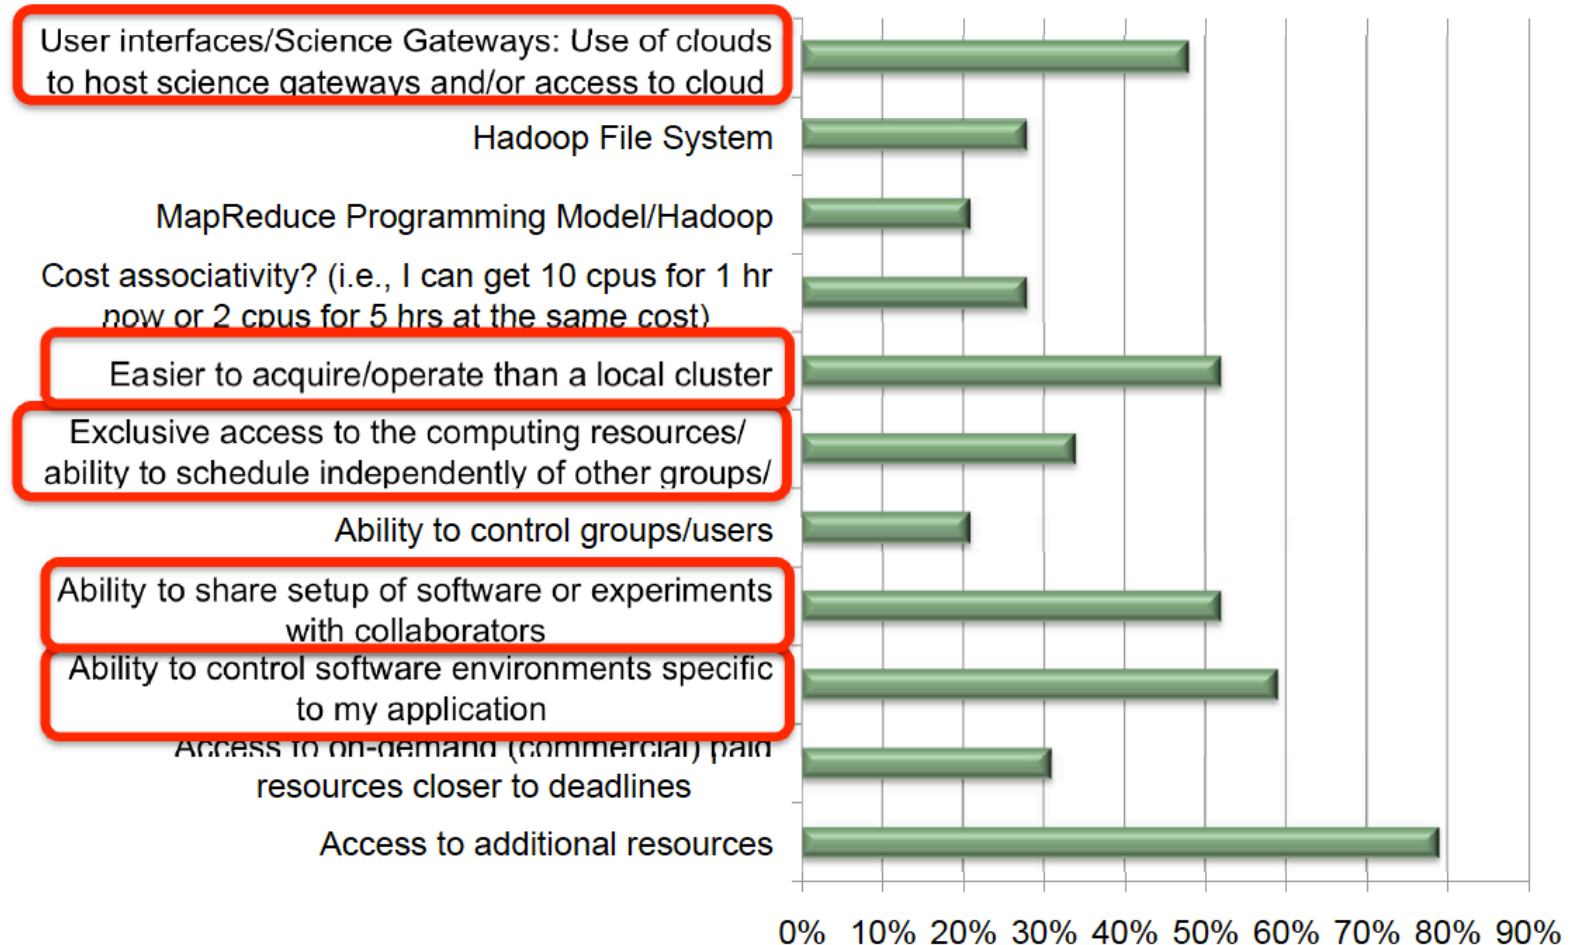 User interfaces/Science Gateways: Use of clouds
to host science gateways and/or access to cloud
Hadoop File System
MapReduce Programming Model/Hadoop
Cost associativity? (i.e., I can get 10 cpus for 1 hr
now or 2 cpus for 5 hrs at the same cost)
Easier to acquire/operate than a local cluster
Exclusive access to the computing resources/
ability to schedule independently of other groups/
Ability to control groups/users
Ability to share setup of software or experiments
with collaborators
Ability to control software environments specific
to my application
Access to on-demand (commercial) paid
resources closer to deadlines
Access to additional resources
0% 10% 20% 30% 40% 50% 60% 70% 80% 90%